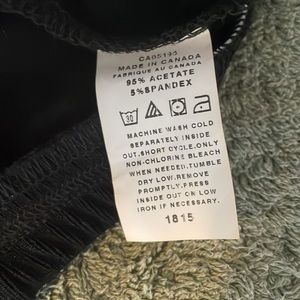 MADE IN CANADA
FABRIQUE AU CANADA
95% ACETATE
5%SPANDEX
30
MACHINE WASH COLD
SEPARATELY INSIDE
OUT.SHORT CYCLE.ONLY
NON-CHLORINE BLEACH
WHEN NEEDED.TUMBLE
DRY LOW.REMOVE
PROMPTLY.PRESS
INSIDE OUT ON LOW
IRON IF NECESSARY.
1815